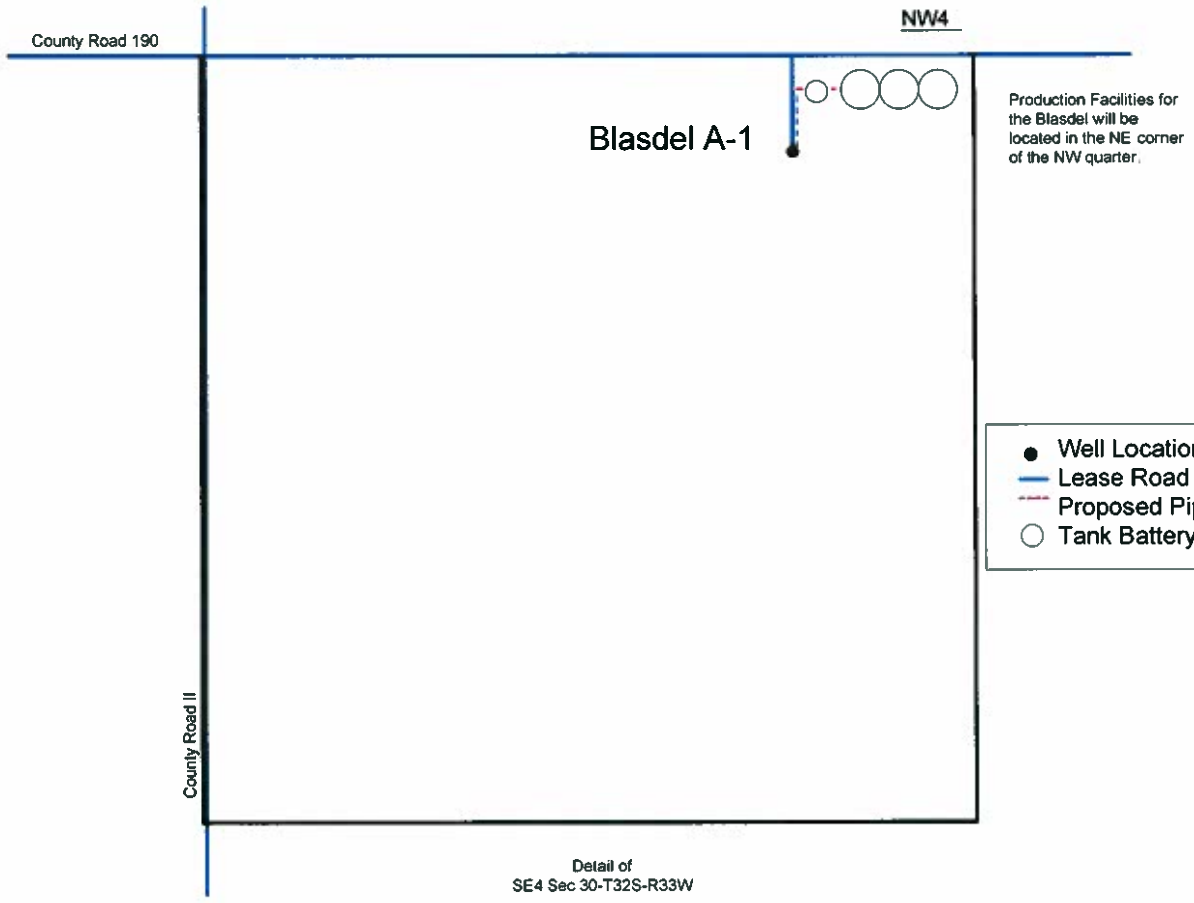 NW4
County Road 190
Production Facilities for
the Blasdel will be
located in the NE corner
of the NW quarter.
Blasdel A-1
Well Location
Lease Road
Proposed
Tank Battery
County Road II
Detail of
SE4 Sec 30-T32S-R33W